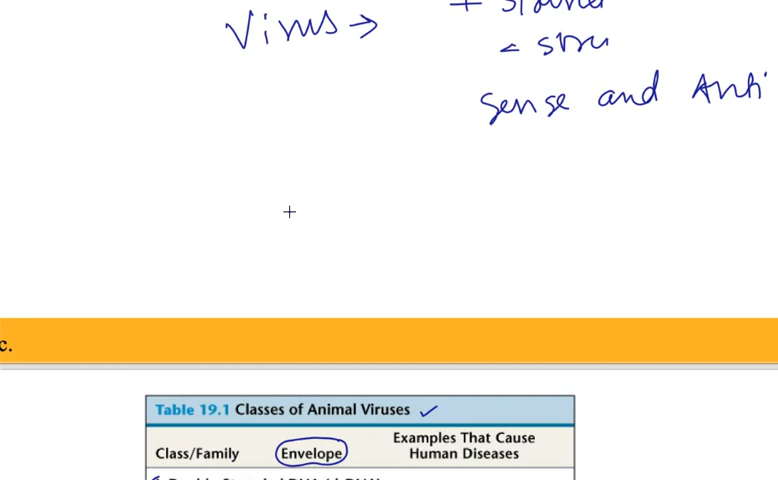 Virus →
sense and Anti
c.
Table 19.1 Classes of Animal Viruses ✓
Class/Family Envelope Examples That Cause
Human Diseases